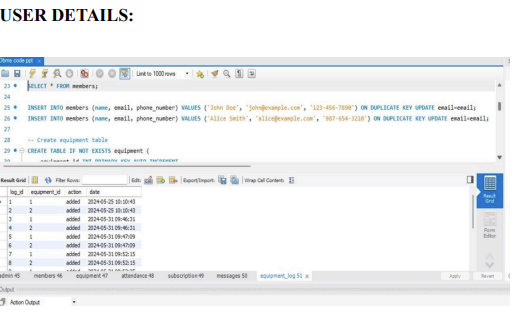 USER DETAILS:
Dbms code ppt ×
Limit to 1000 rows
23 SELECT * FROM members;
24
25 INSERT INTO members (name, email, phone_number) VALUES ('John Doe', 'john@example.com', '123-456-7890') ON DUPLICATE KEY UPDATE email=email;
26 INSERT INTO members (name, email, phone_number) VALUES ('Alice Smith', 'alice@example.com', '987-654-3210') ON DUPLICATE KEY UPDATE email=email;
27
28 -- Create equipment table
29 CREATE TABLE IF NOT EXISTS equipment (
30 equipment_id INT PRIMARY KEY AUTO_INCREMENT
Result Grid Filter Rows: Edit: Export/Import: Wrap Cell Content:
log_id equipment_id action date
1 1 added 2024-05-25 10:10:43
2 2 added 2024-05-25 10:10:43
3 1 added 2024-05-31 09:46:31
4 2 added 2024-05-31 09:46:31
5 1 added 2024-05-31 09:47:09
6 2 added 2024-05-31 09:47:09
7 1 added 2024-05-31 09:52:15
8 2 added 2024-05-31 09:52:15
Result Grid
Form Editor
admin 45 members 46 equipment 47 attendance 48 subscription 49 messages 50 equipment_log 51 ×
Apply Revert
Output
Action Output